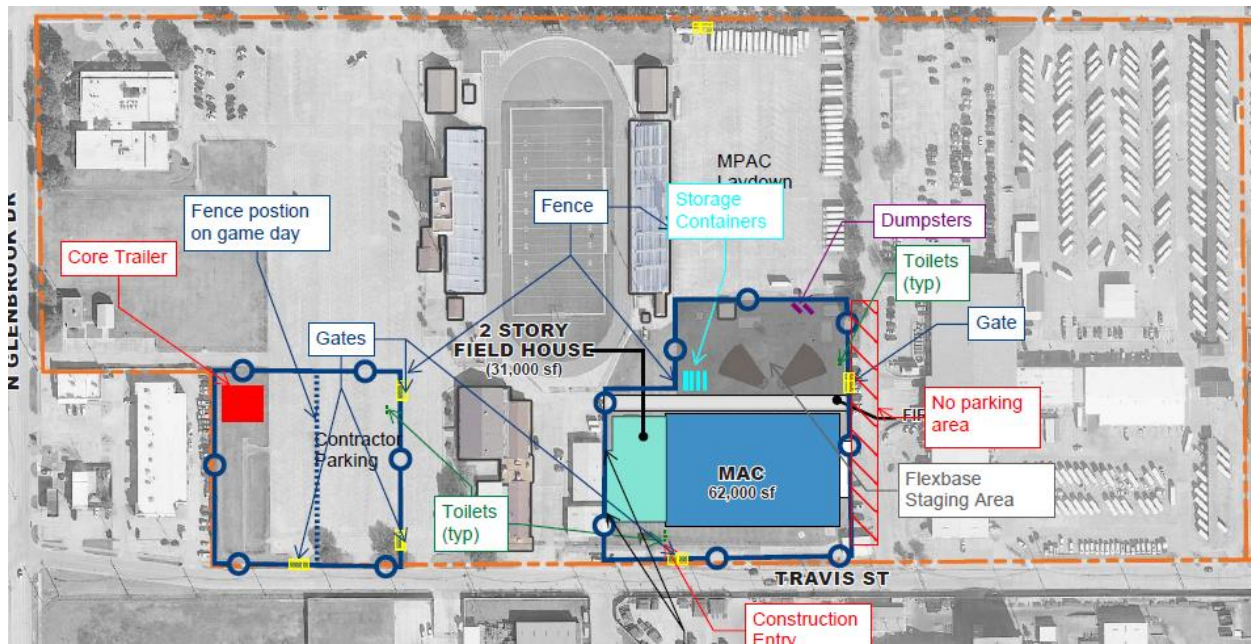 MPAC
Laydown
Fence postion
on game day
Fence
Storage
Containers
Dumpsters
Core Trailer
Toilets
(typ)
N GLENBROOK DR
Gates
2 STORY
FIELD HOUSE
(31,000 sf)
Gate
No parking
area
Contractor
Parking
MAC
62,000 sf
Flexbase
Staging Area
Toilets
(typ)
TRAVIS ST
Construction
Entry